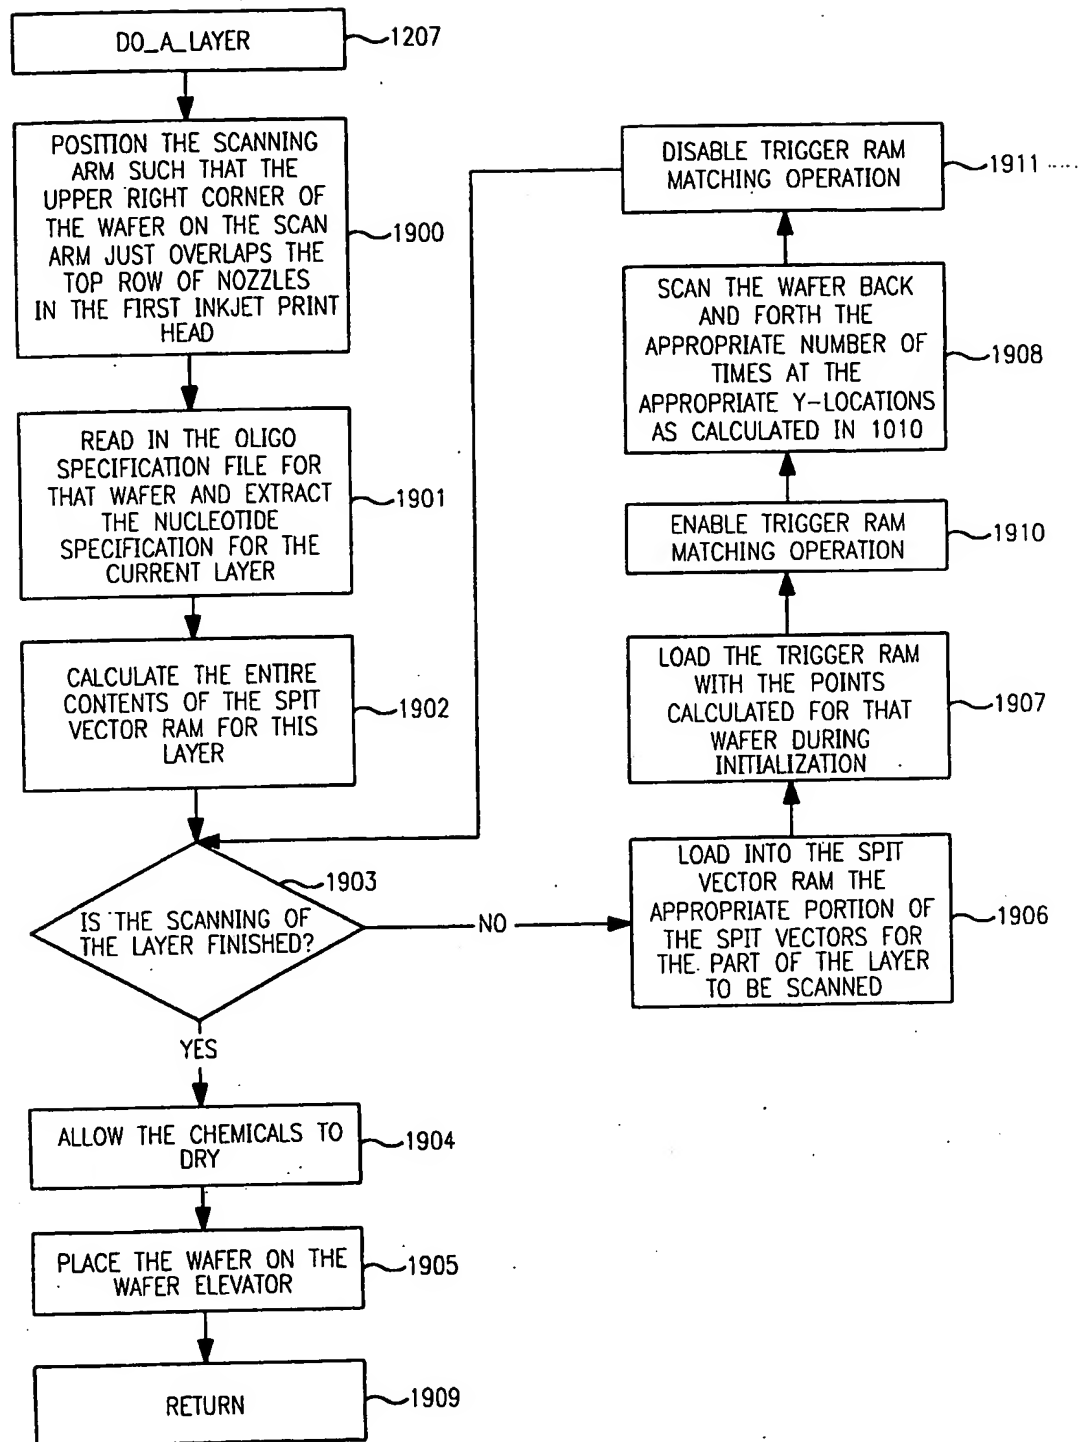 DO_A_LAYER
1207
POSITION THE SCANNING
ARM SUCH THAT THE
UPPER RIGHT CORNER OF
THE WAFER ON THE SCAN
ARM JUST OVERLAPS THE
TOP ROW OF NOZZLES
IN THE FIRST INKJET PRINT
HEAD
1900
READ IN THE OLIGO
SPECIFICATION FILE FOR
THAT WAFER AND EXTRACT
THE NUCLEOTIDE
SPECIFICATION FOR THE
CURRENT LAYER
1901
CALCULATE THE ENTIRE
CONTENTS OF THE SPIT
VECTOR RAM FOR THIS
LAYER
1902
IS THE SCANNING OF
THE LAYER FINISHED?
1903
NO
YES
ALLOW THE CHEMICALS TO
DRY
1904
PLACE THE WAFER ON THE
WAFER ELEVATOR
1905
RETURN
1909
DISABLE TRIGGER RAM
MATCHING OPERATION
1911
SCAN THE WAFER BACK
AND FORTH THE
APPROPRIATE NUMBER OF
TIMES AT THE
APPROPRIATE Y-LOCATIONS
AS CALCULATED IN 1010
1908
ENABLE TRIGGER RAM
MATCHING OPERATION
1910
LOAD THE TRIGGER RAM
WITH THE POINTS
CALCULATED FOR THAT
WAFER DURING
INITIALIZATION
1907
LOAD INTO THE SPIT
VECTOR RAM THE
APPROPRIATE PORTION OF
THE SPIT VECTORS FOR
THE PART OF THE LAYER
TO BE SCANNED
1906